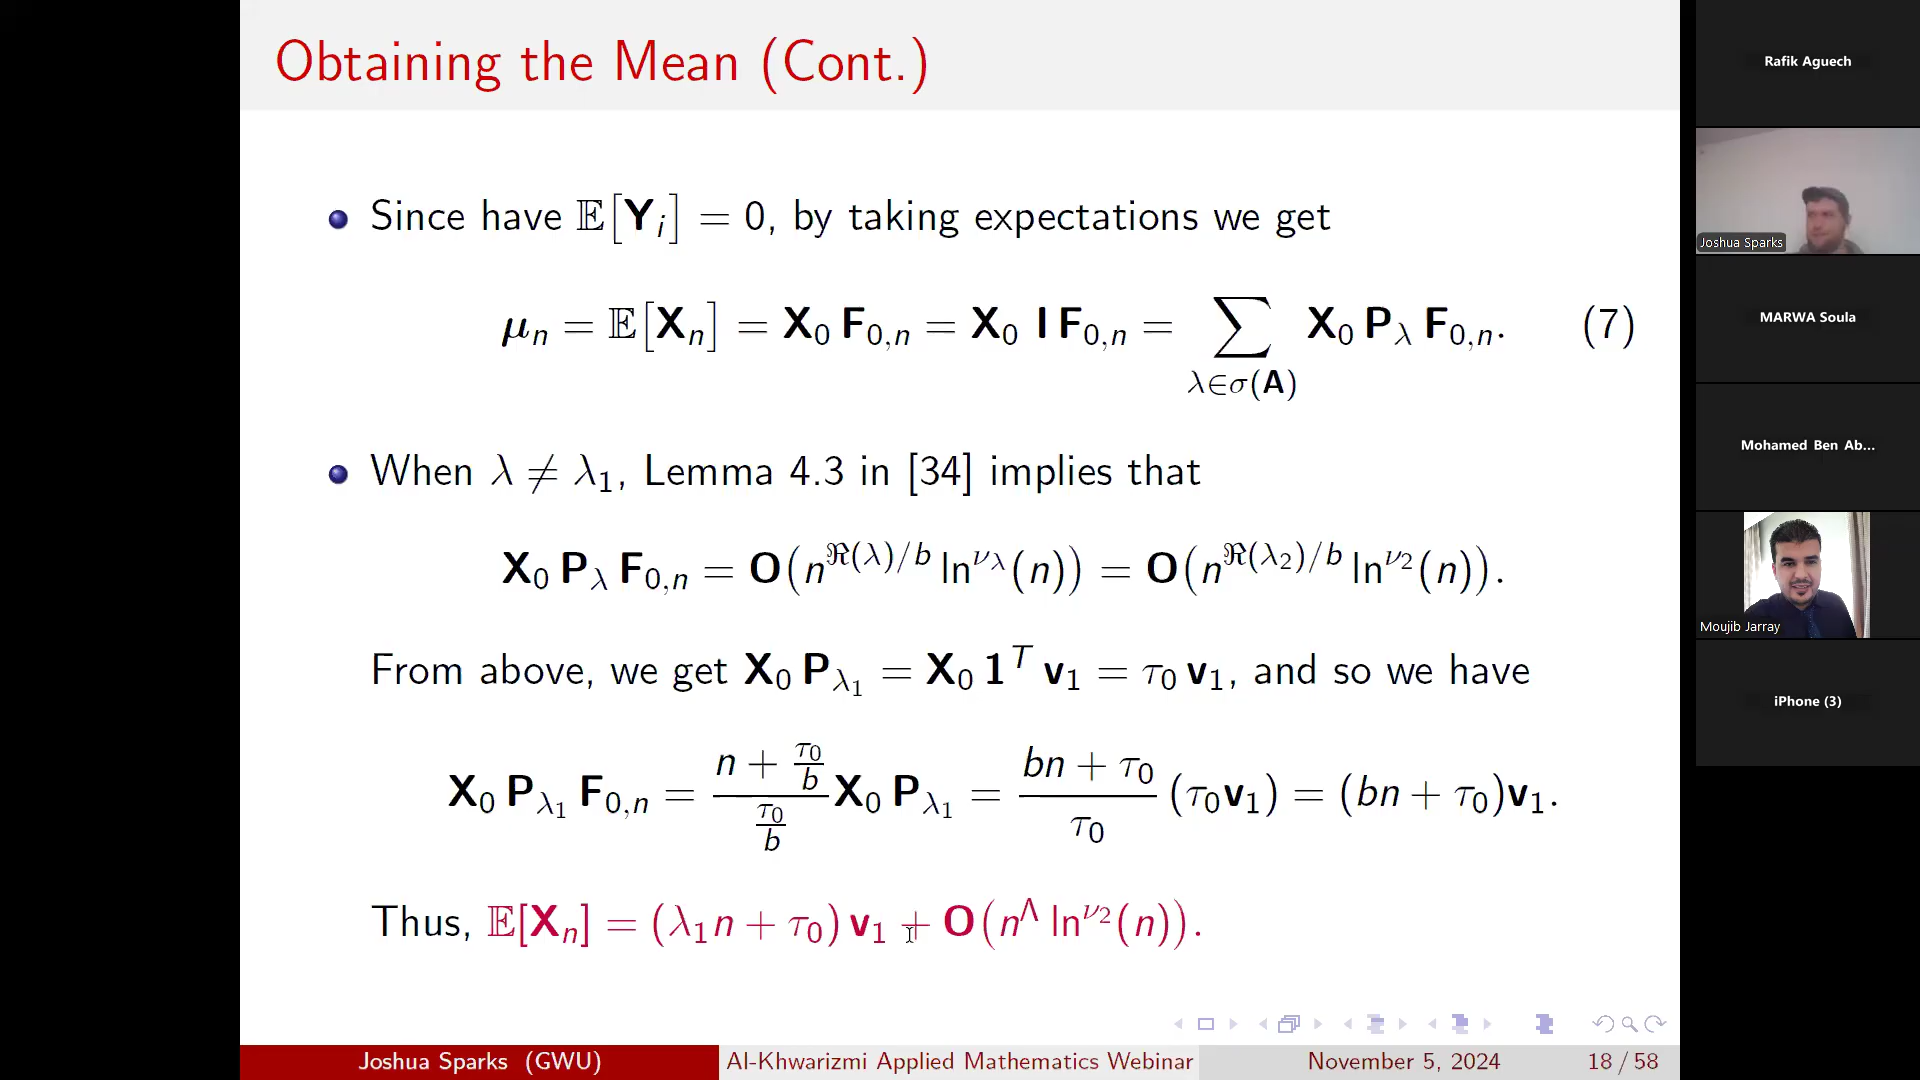 Obtaining the Mean (Cont.)
Since have 𝔼[Y_i] = 0, by taking expectations we get
μ_n = 𝔼[X_n] = X_0 F_{0,n} = X_0 I F_{0,n} = ∑_{λ∈σ(A)} X_0 P_λ F_{0,n}. (7)
When λ ≠ λ_1, Lemma 4.3 in [34] implies that
X_0 P_λ F_{0,n} = O(n^{ℜ(λ)/b} ln^{ν_λ}(n)) = O(n^{ℜ(λ_2)/b} ln^{ν_2}(n)).
From above, we get X_0 P_{λ_1} = X_0 1^T v_1 = τ_0 v_1, and so we have
X_0 P_{λ_1} F_{0,n} = \frac{n + \frac{τ_0}{b}}{\frac{τ_0}{b}} X_0 P_{λ_1} = \frac{bn + τ_0}{τ_0} (τ_0 v_1) = (bn + τ_0)v_1.
Thus, 𝔼[X_n] = (λ_1 n + τ_0) v_1 + O(n^Λ ln^{ν_2}(n)).
Joshua Sparks (GWU) Al-Khwarizmi Applied Mathematics Webinar November 5, 2024 18 / 58
Rafik Aguech
Joshua Sparks
MARWA Soula
Mohamed Ben Ab...
Moujib Jarray
iPhone (3)